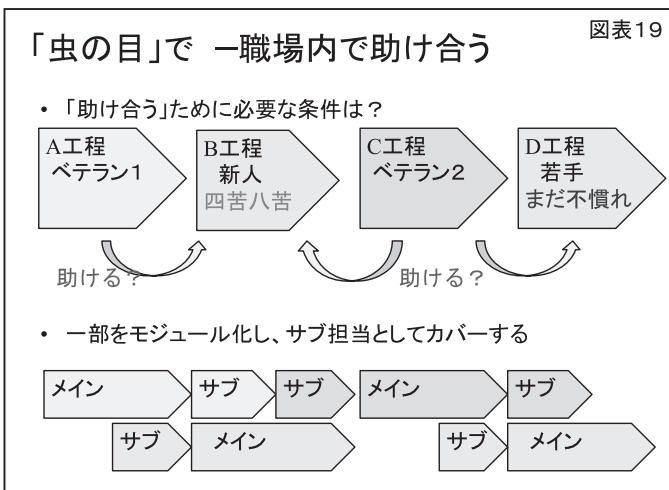 図表19
「虫の目」で －職場内で助け合う
・ 「助け合う」ために必要な条件は？
A工程
ベテラン1
B工程
新人
四苦八苦
C工程
ベテラン2
D工程
若手
まだ不慣れ
助ける？
助ける？
・ 一部をモジュール化し、サブ担当としてカバーする
メイン
サブ
サブ
メイン
サブ
サブ
メイン
サブ
メイン